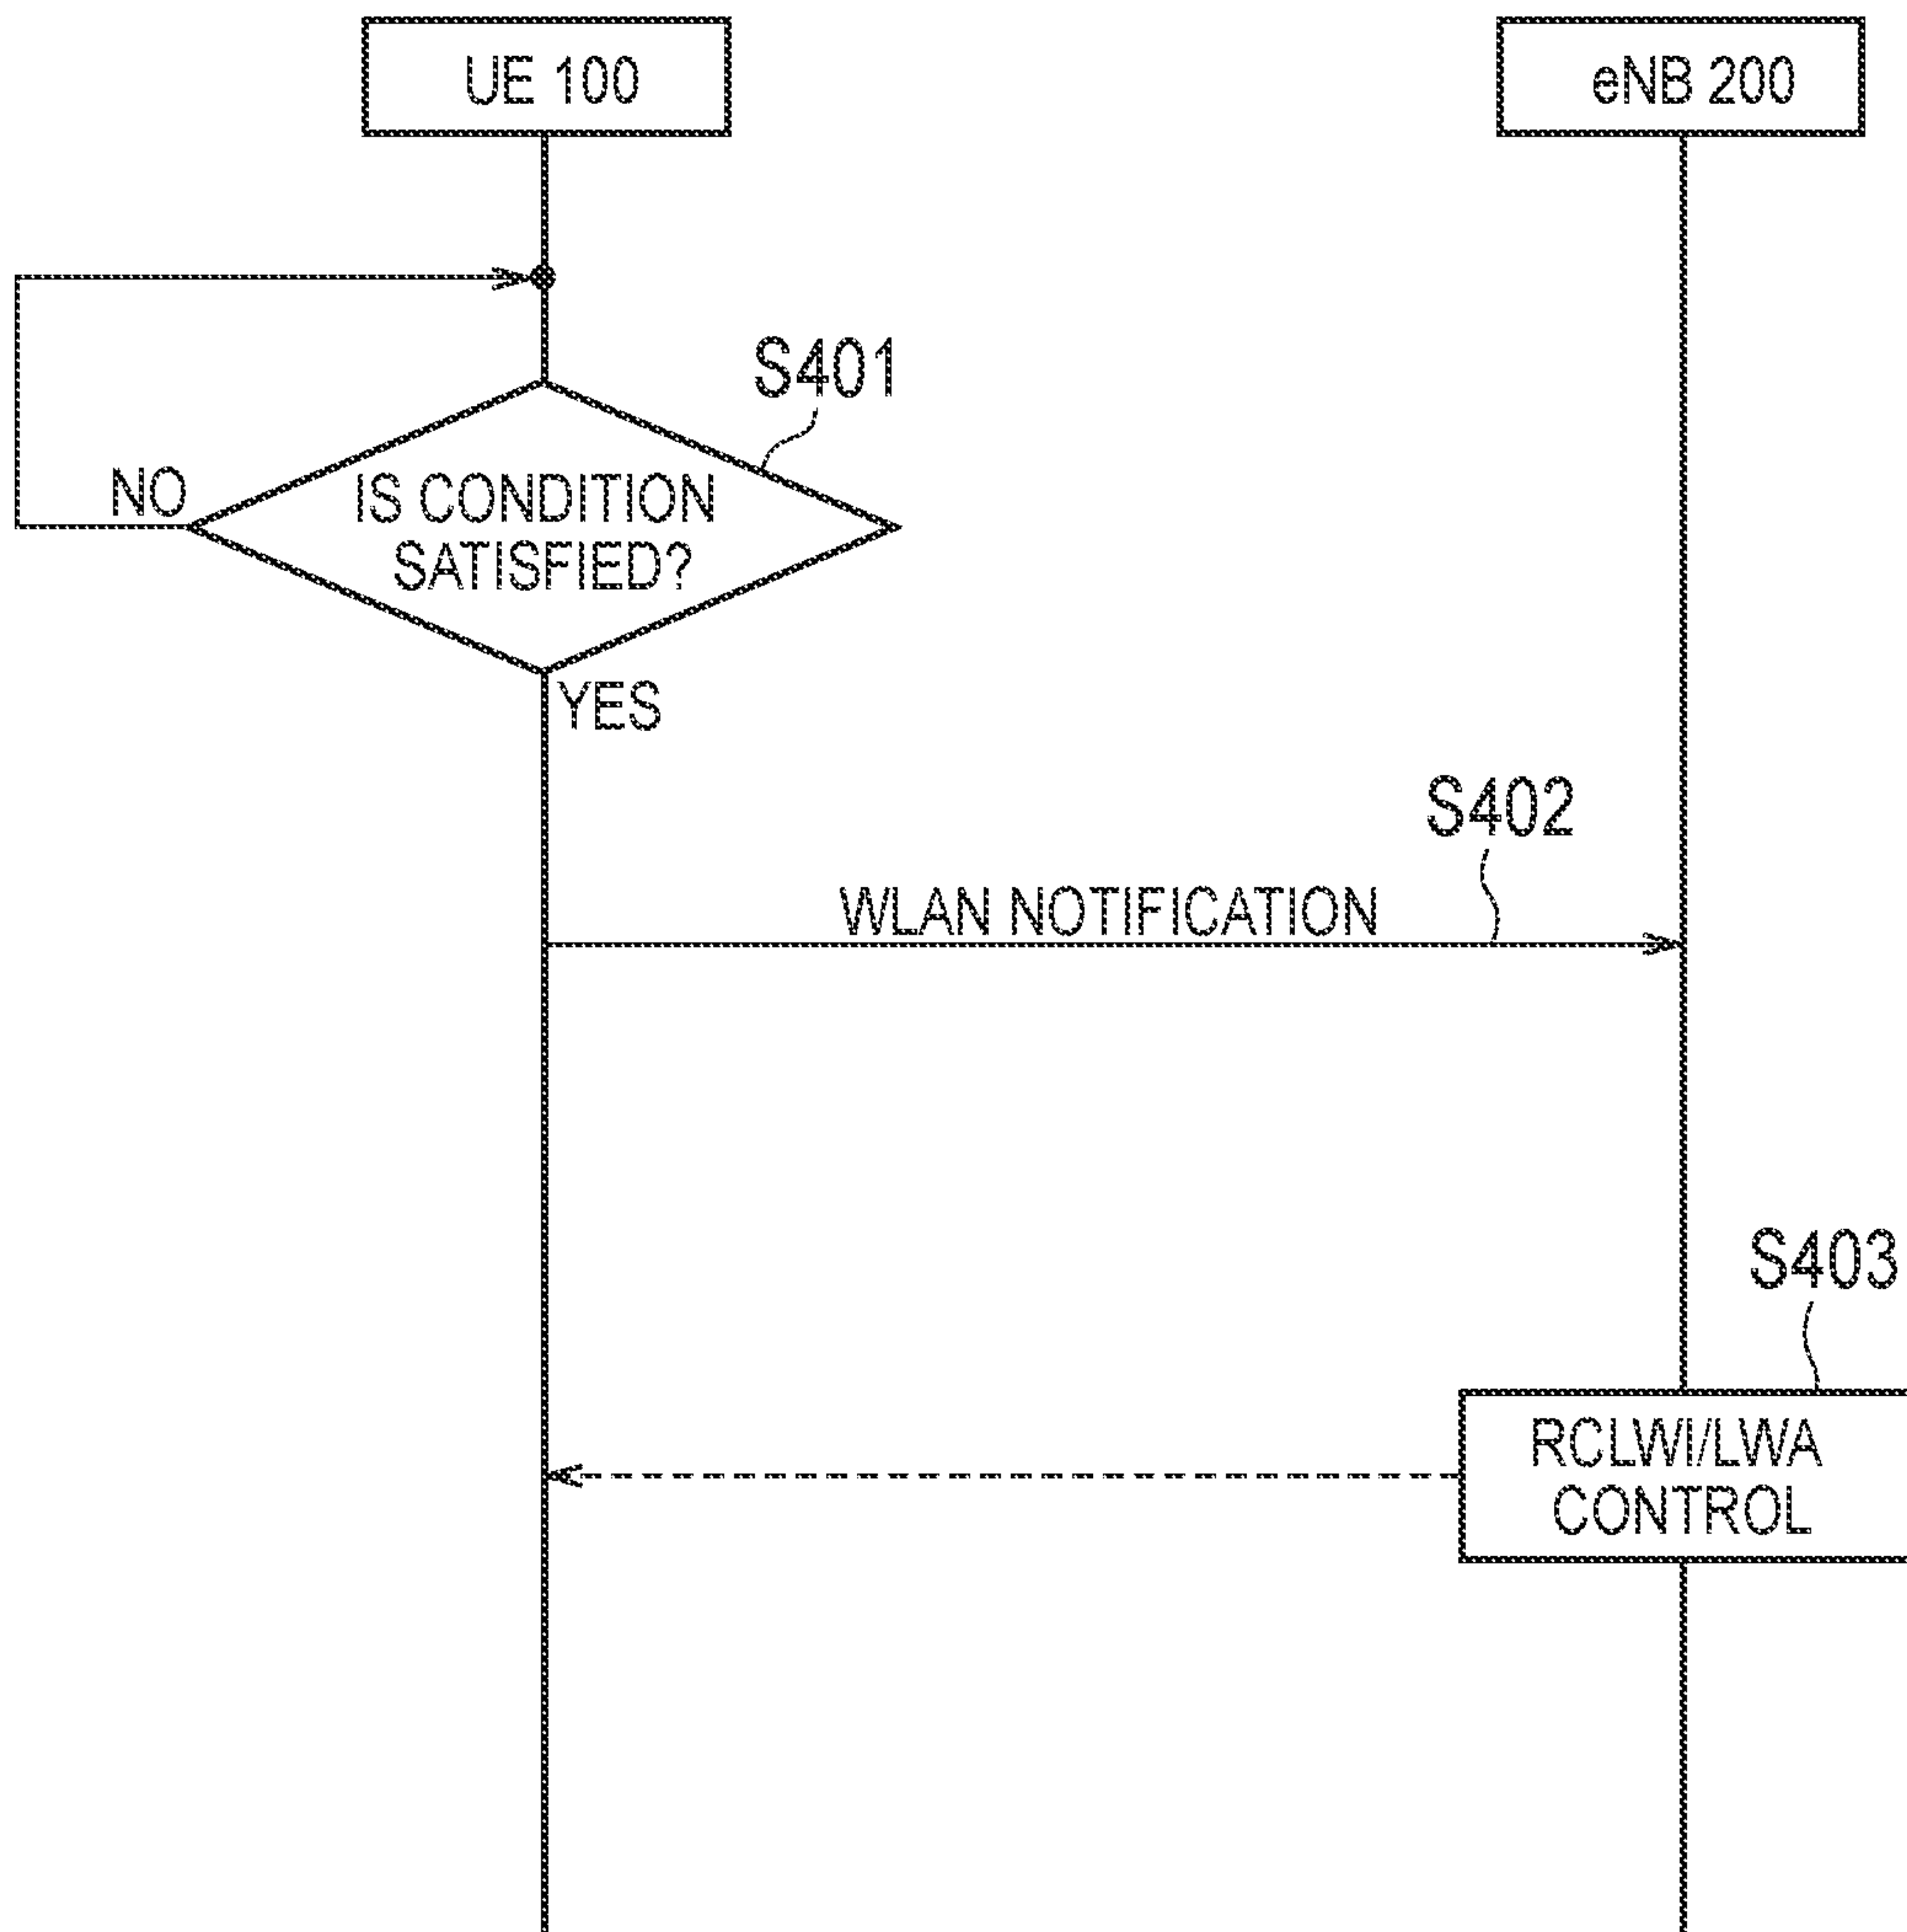 UE 100
eNB 200
S401
NO
IS CONDITION
SATISFIED?
YES
S402
WLAN NOTIFICATION
S403
RCLWI/LWA
CONTROL